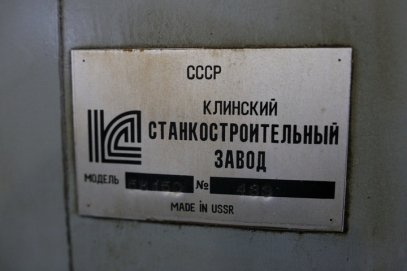 СССР
КЛИНСКИЙ
СТАНКОСТРОИТЕЛЬНЫЙ
ЗАВОД
МОДЕЛЬ №
MADE iN USSR